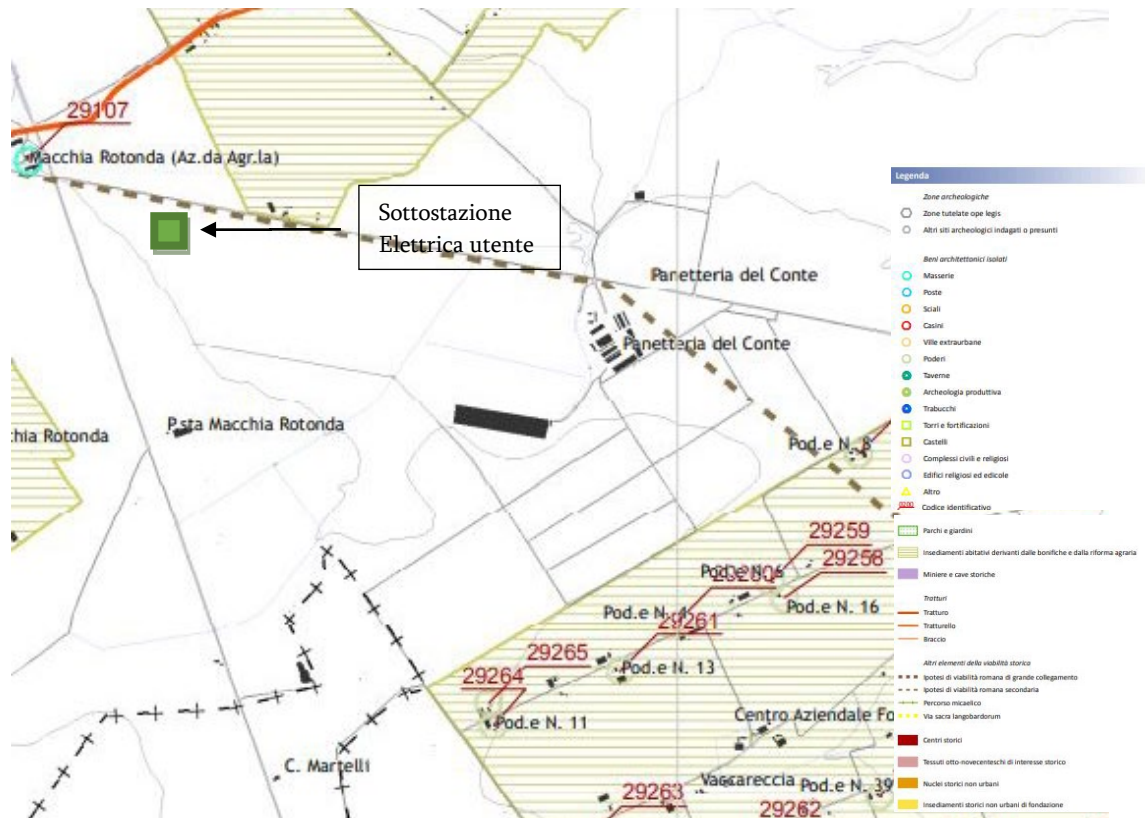 29107
Macchia Rotonda (Az.da Agr.la)
Sottostazione
Elettrica utente
Panetteria del Conte
Panetteria del Conte
P.sta Macchia Rotonda
hia Rotonda
Pod.e N. 8
29259
Pod.e N. 6
29258
Pod.e N. 16
Pod.e N. 4
29261
Pod.e N. 13
29265
29264
Pod.e N. 11
Centro Aziendale Fo
C. Martelli
Vascareccia
Pod.e N. 39
29263
29262
Legenda
Zone archeologiche
Zone tutelate ope legis
Altri siti archeologici indagati o presunti
Beni architettonici isolati
Masserie
Poste
Sciali
Casini
Ville extraurbane
Poderi
Taverne
Archeologia produttiva
Trabucchi
Torri e fortificazioni
Castelli
Complessi civili e religiosi
Edifici religiosi ed edicole
Altro
Codice identificativo
Parchi e giardini
Insediamenti abitativi derivanti dalle bonifiche e dalla riforma agraria
Miniere e cave storiche
Tratturi
Tratturo
Tratturello
Braccio
Altri elementi della viabilità storico
Ipotesi di viabilità romana di grande collegamento
Ipotesi di viabilità romana secondaria
Percorso micaelico
Via sacra langobardorum
Centri storici
Tessuti otto-novecenteschi di interesse storico
Nuclei storici non urbani
Insediamenti storici non urbani di fondazione